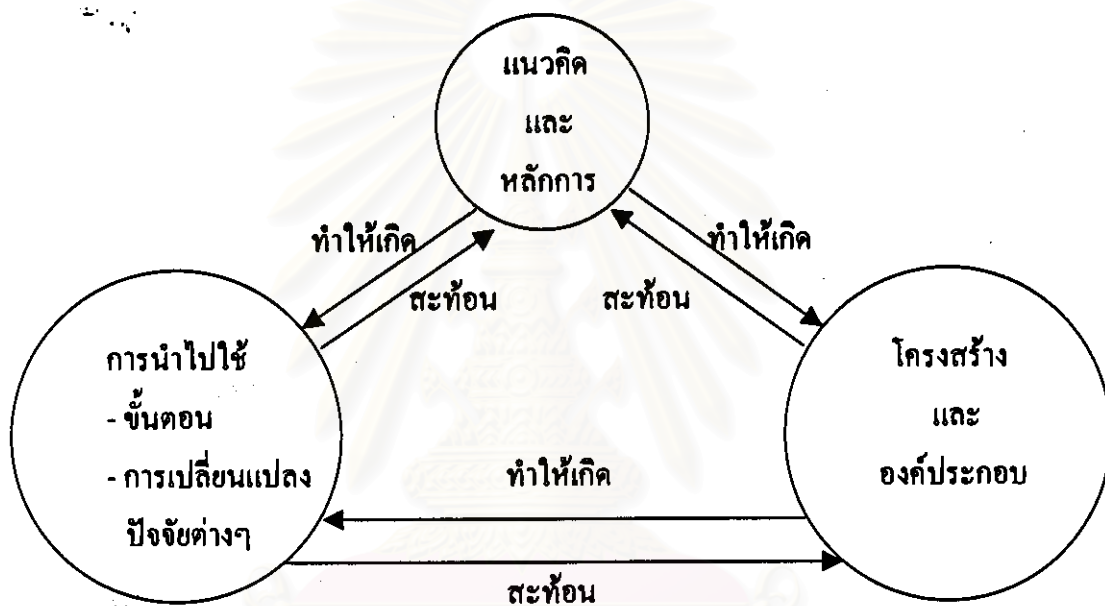 แนวคิด
และ
หลักการ
ทำให้เกิด
ทำให้เกิด
สะท้อน
สะท้อน
การนำไปใช้
- ขั้นตอน
- การเปลี่ยนแปลง
ปัจจัยต่างๆ
โครงสร้าง
และ
องค์ประกอบ
ทำให้เกิด
สะท้อน